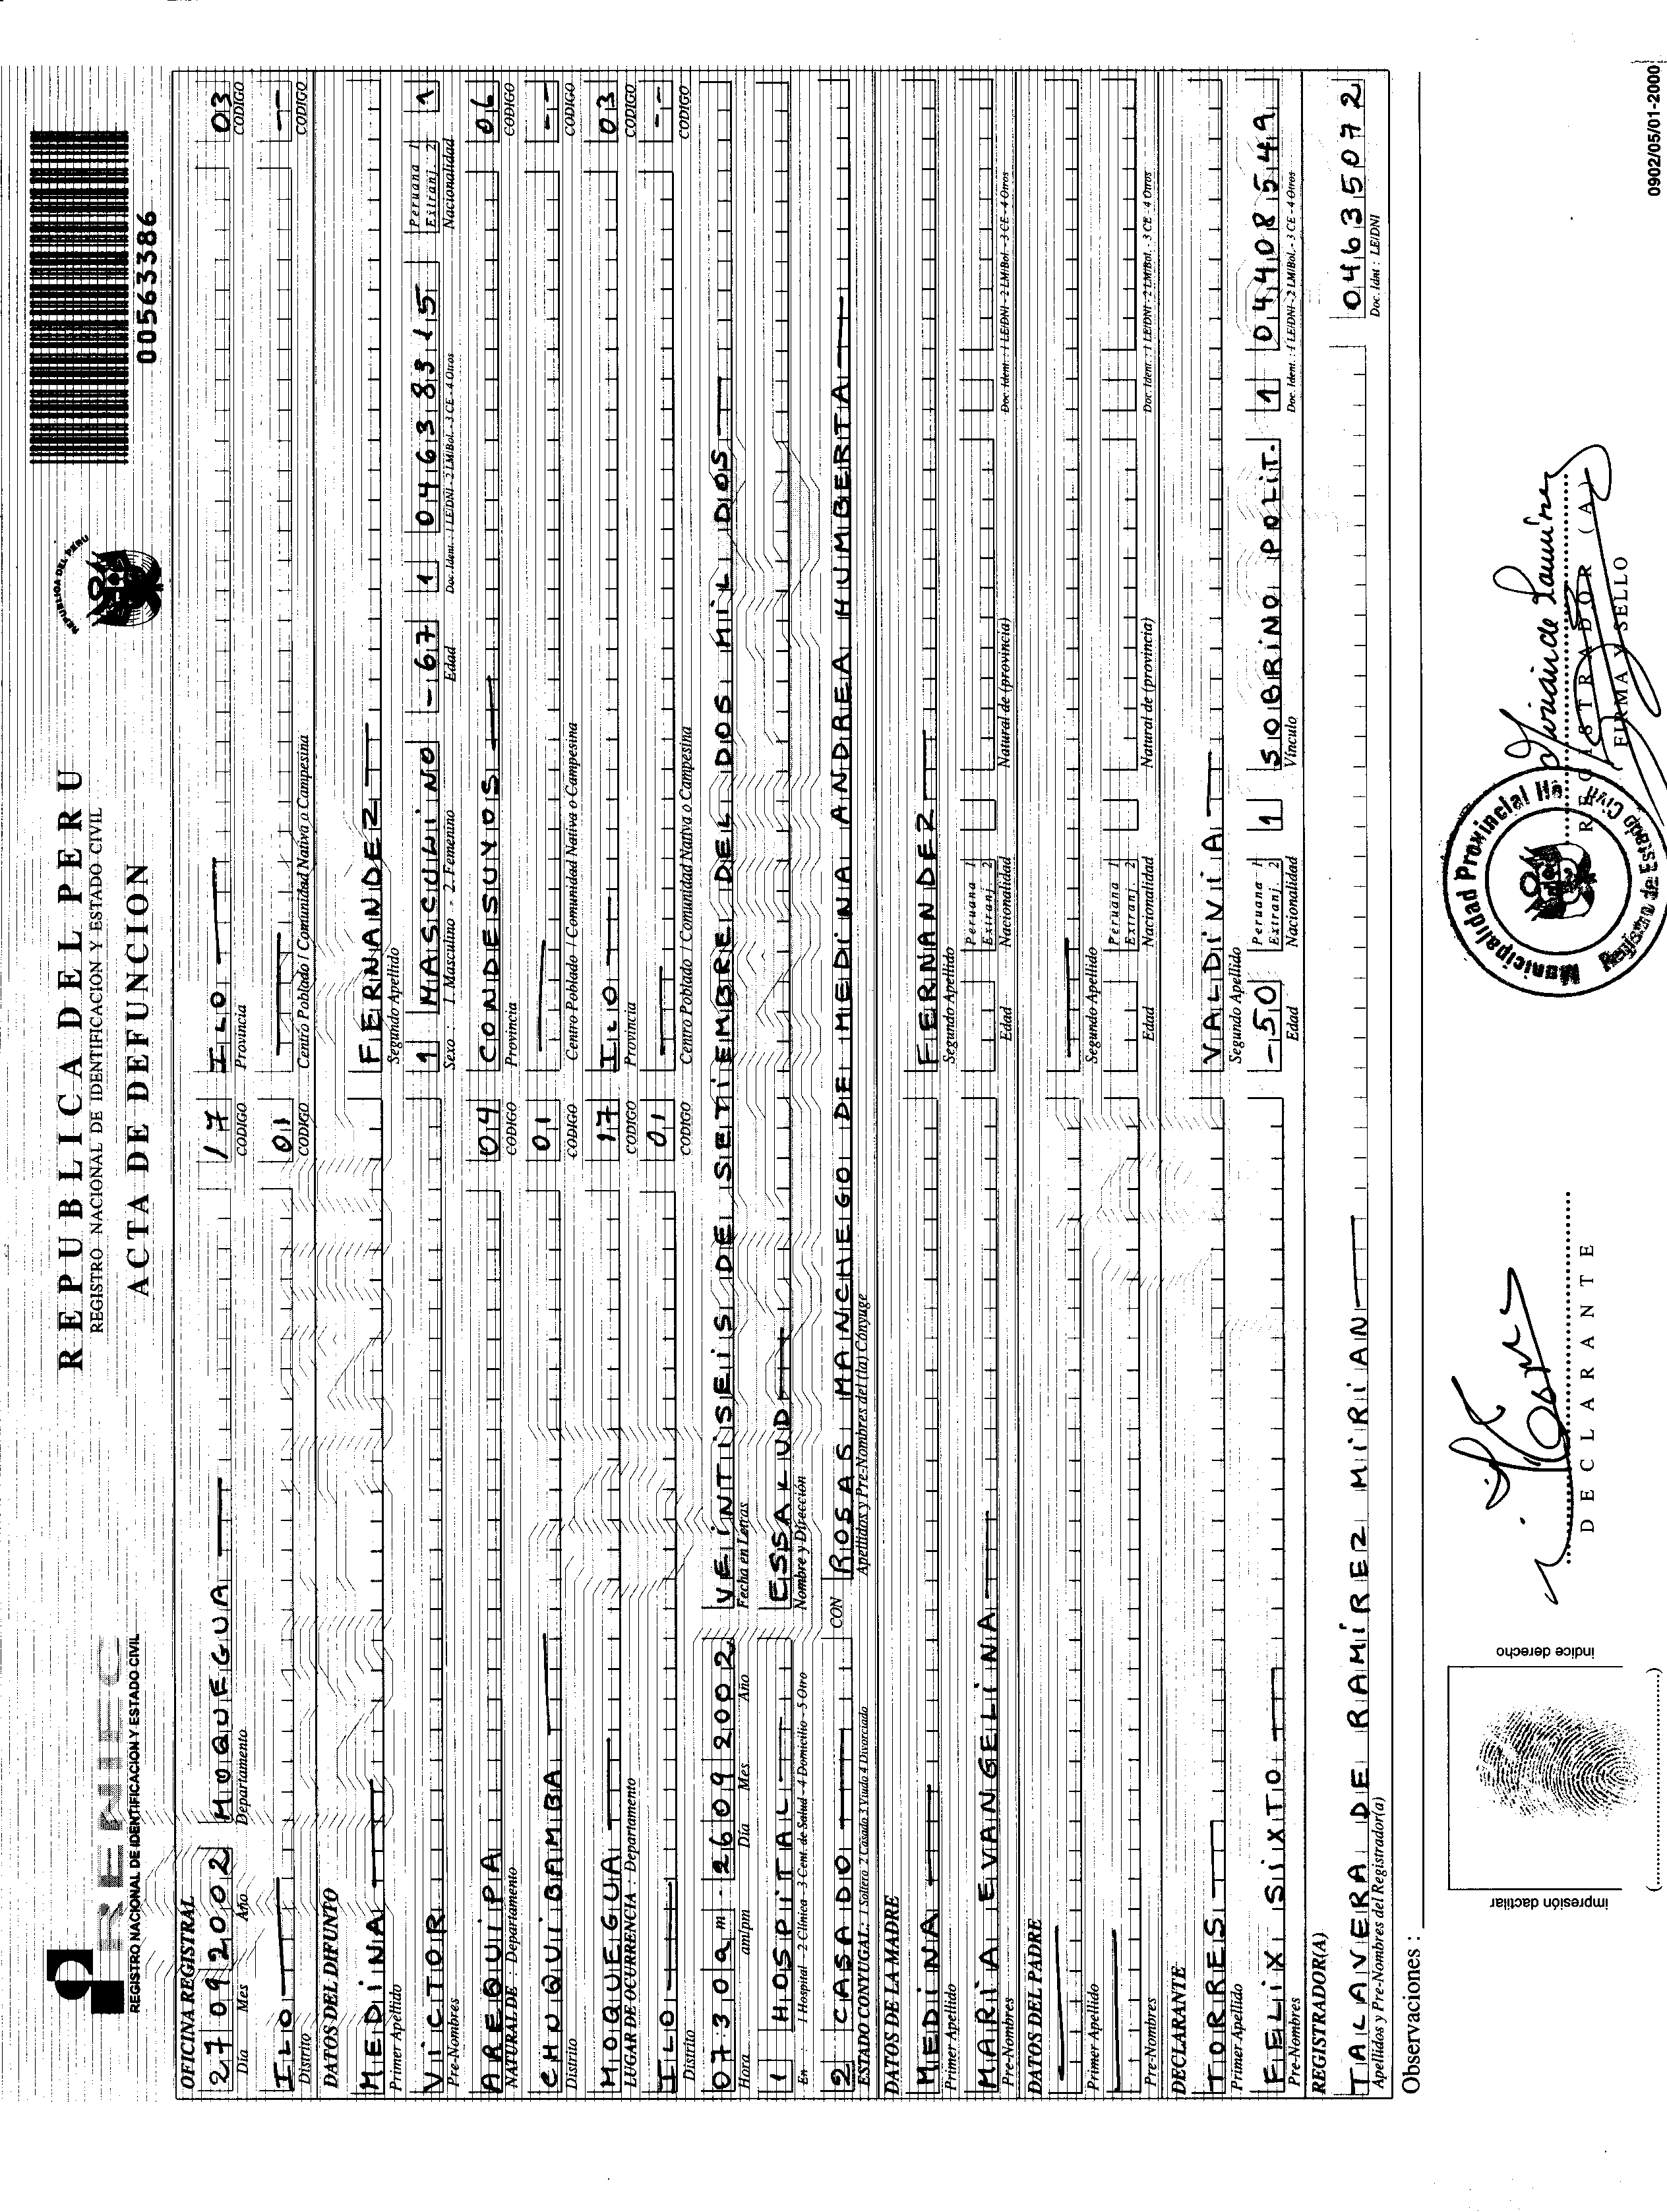 RENIEC
REGISTRO NACIONAL DE IDENTIFICACION Y ESTADO CIVIL
REPUBLICA DEL PERU
REGISTRO NACIONAL DE IDENTIFICACION Y ESTADO CIVIL
ACTA DE DEFUNCION
REPUBLICA DEL PERU
00563386
OFICINA REGISTRAL
27 09 2002 MOQUEGUA 17 ILO 03
Día Mes Año Departamento CODIGO Provincia CODIGO
ILO 01 --
Distrito CODIGO Centro Poblado / Comunidad Nativa o Campesina CODIGO
DATOS DEL DIFUNTO
MEDINA FERNANDEZ
Primer Apellido Segundo Apellido
VICTOR 1 MASCULINO -67 1 04638315 Peruana 1 Extranj. 2 1
Pre-Nombres Sexo : 1. Masculino - 2. Femenino Edad Doc. Ident. : 1 LE/DNI - 2 LM/Bol. - 3 CE - 4 Otros Nacionalidad
AREQUIPA 04 CONDESUYOS 06
NATURAL DE : Departamento CODIGO Provincia CODIGO
CHUQUIBAMBA 01 --
Distrito CODIGO Centro Poblado / Comunidad Nativa o Campesina CODIGO
MOQUEGUA 17 ILO 03
LUGAR DE OCURRENCIA : Departamento CODIGO Provincia CODIGO
ILO 01 --
Distrito CODIGO Centro Poblado / Comunidad Nativa o Campesina CODIGO
07:30 am 26 09 2002 VEINTISEIS DE SETIEMBRE DEL DOS MIL DOS
Hora am/pm Día Mes Año Fecha en Letras
1 HOSPITAL ESSALUD
En : 1 Hospital - 2 Clínica - 3 Cent. de Salud - 4 Domicilio - 5 Otro Nombre y Dirección
2 CASADO CON ROSAS MANCHEGO DE MEDINA ANDREA HUMBERTA
ESTADO CONYUGAL: 1 Soltero 2 Casado 3 Viudo 4 Divorciado Apellidos y Pre-Nombres del (la) Cónyuge
DATOS DE LA MADRE
MEDINA FERNANDEZ
Primer Apellido Segundo Apellido
MARIA EVANGELINA Peruana 1 Extranj. 2
Pre-Nombres Edad Nacionalidad Natural de (provincia) Doc. Ident. : 1 LE/DNI - 2 LM/Bol. - 3 CE - 4 Otros
DATOS DEL PADRE
Primer Apellido Segundo Apellido
Peruana 1 Extranj. 2
Pre-Nombres Edad Nacionalidad Natural de (provincia) Doc. Ident. : 1 LE/DNI - 2 LM/Bol. - 3 CE - 4 Otros
DECLARANTE
TORRES VALDIVIA
Primer Apellido Segundo Apellido
FELIX SIXTO -50 Peruana 1 Extranj. 2 1 SOBRINO POLIT. 1 04408549
Pre-Nombres Edad Nacionalidad Vínculo Doc. Ident. : 1 LE/DNI - 2 LM/Bol. - 3 CE - 4 Otros
REGISTRADOR(A)
TALAVERA DE RAMIREZ MIRIAN 04635072
Apellidos y Pre-Nombres del Registrador(a) Doc. Idnt : LE/DNI
Observaciones :
impresión dactilar
índice derecho
DECLARANTE
Municipalidad Provincial Ilo
Registro de Estado Civil
REGISTRADOR (A)
FIRMA Y SELLO
0902/05/01-2000